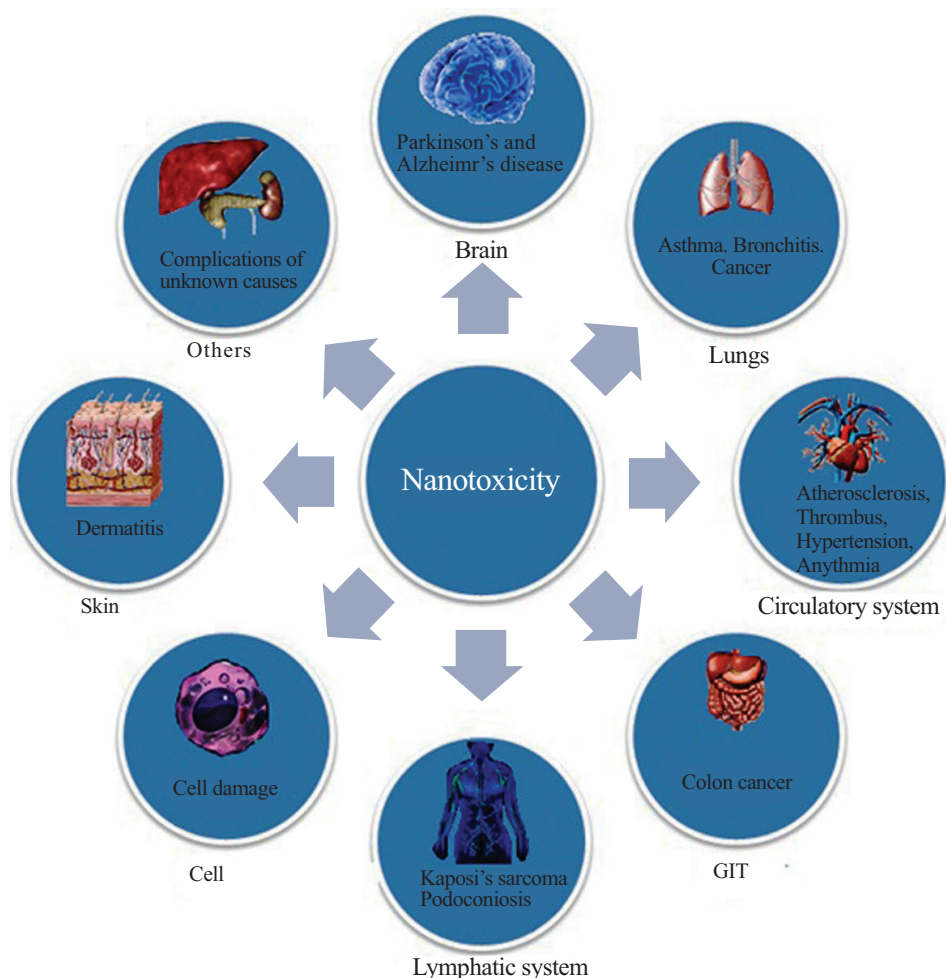 Parkinson's and
Alzheimr's disease
Brain
Asthma. Bronchitis.
Cancer
Lungs
Complications of
unknown causes
Others
Nanotoxicity
Atherosclerosis,
Thrombus,
Hypertension,
Anythmia
Circulatory system
Dermatitis
Skin
Colon cancer
GIT
Cell damage
Cell
Kaposi's sarcoma
Podoconiosis
Lymphatic system